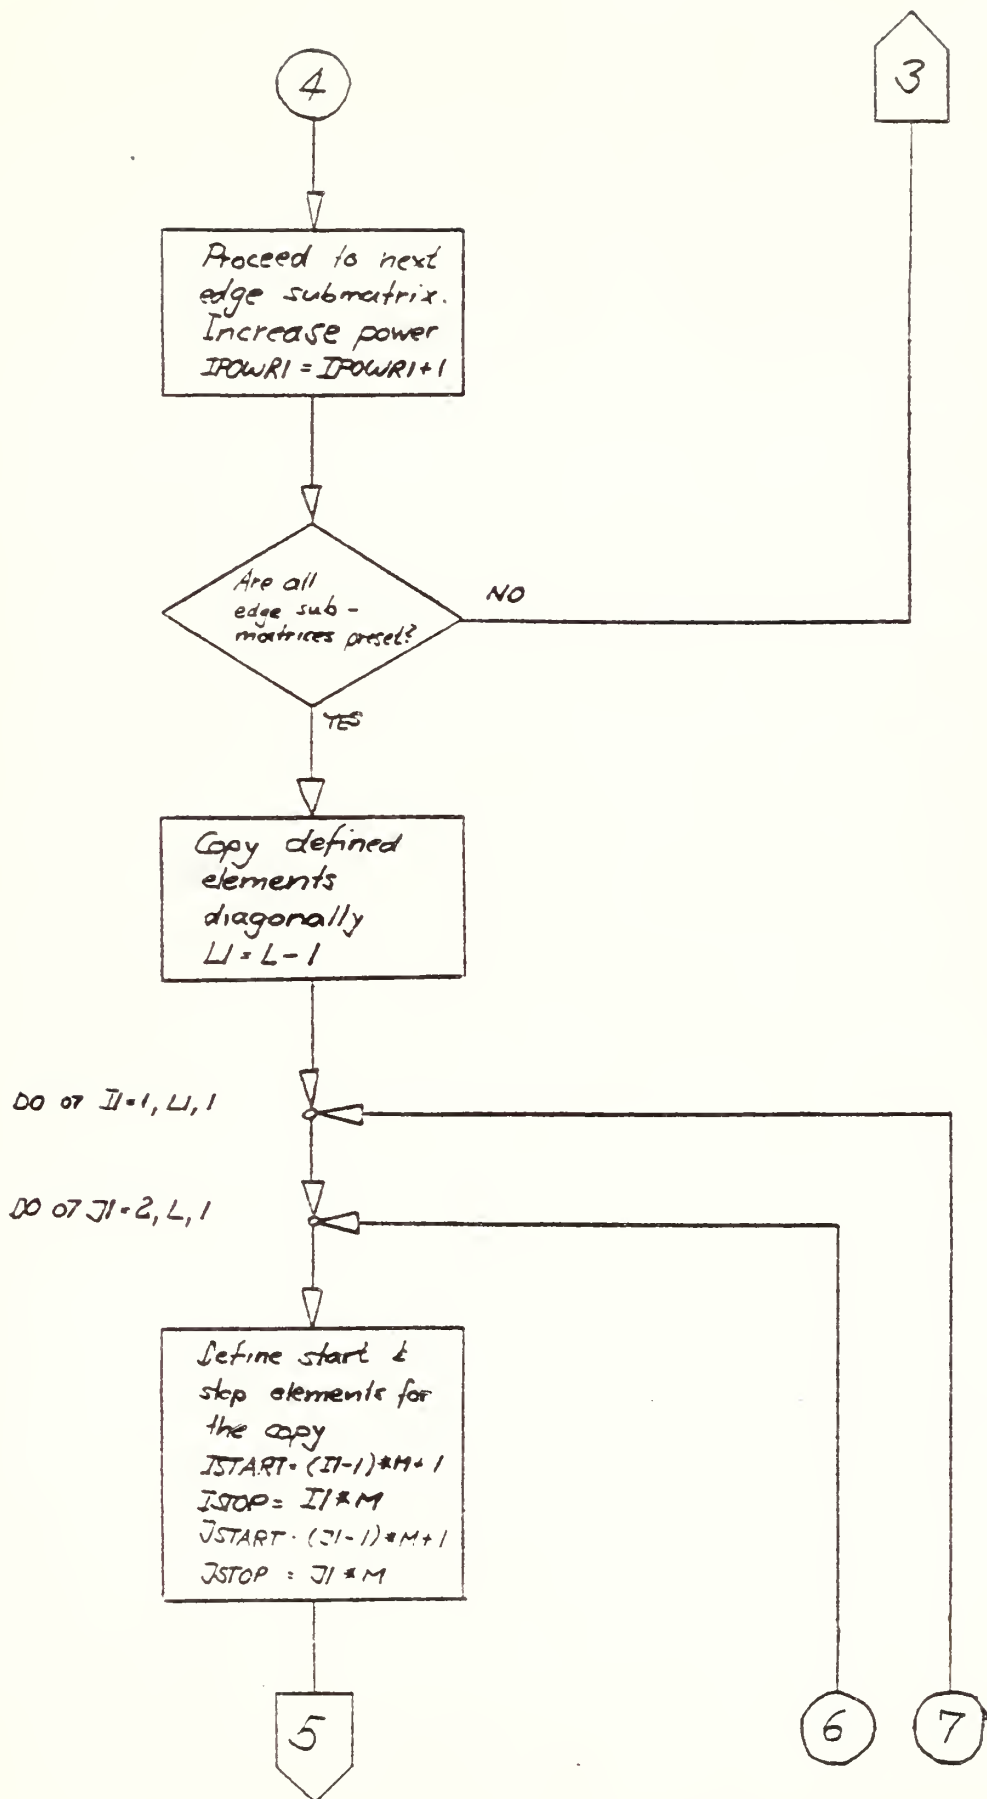 4
3
Proceed to next
edge submatrix.
Increase power
IPOWR1 = IPOWR1+1
Are all
edge sub-
matrices preset?
NO
YES
Copy defined
elements
diagonally
L1 = L-1
DO 07 I1=1, L1, 1
DO 07 J1=2, L, 1
Define start &
stop elements for
the copy
ISTART=(I1-1)*M+1
ISTOP= I1*M
JSTART=(J1-1)*M+1
JSTOP = J1*M
5
6
7